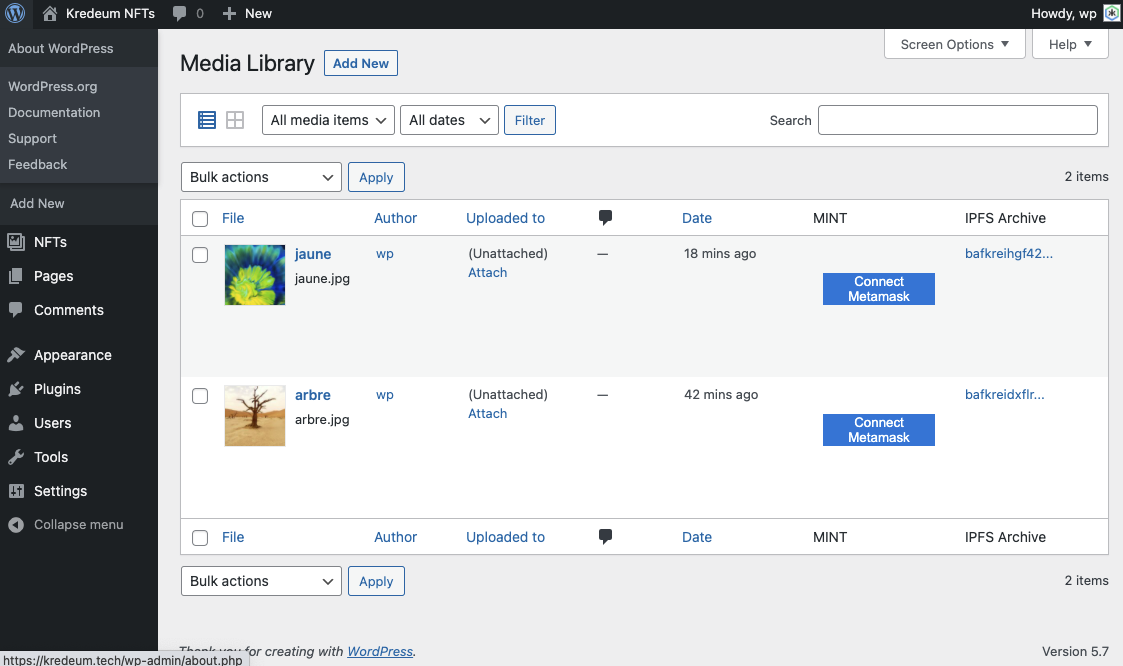 Kredeum NFTs 0 New Howdy, wp
About WordPress
WordPress.org
Documentation
Support
Feedback
Add New
NFTs
Pages
Comments
Appearance
Plugins
Users
Tools
Settings
Collapse menu
Screen Options Help
Media Library Add New
All media items All dates Filter Search
Bulk actions Apply 2 items
File Author Uploaded to Date MINT IPFS Archive
jaune wp (Unattached) — 18 mins ago bafkreihgf42...
jaune.jpg Attach
Connect
Metamask
arbre wp (Unattached) — 42 mins ago bafkreidxflr...
arbre.jpg Attach
Connect
Metamask
File Author Uploaded to Date MINT IPFS Archive
Bulk actions Apply 2 items
Thank you for creating with WordPress. Version 5.7
https://kredeum.tech/wp-admin/about.php